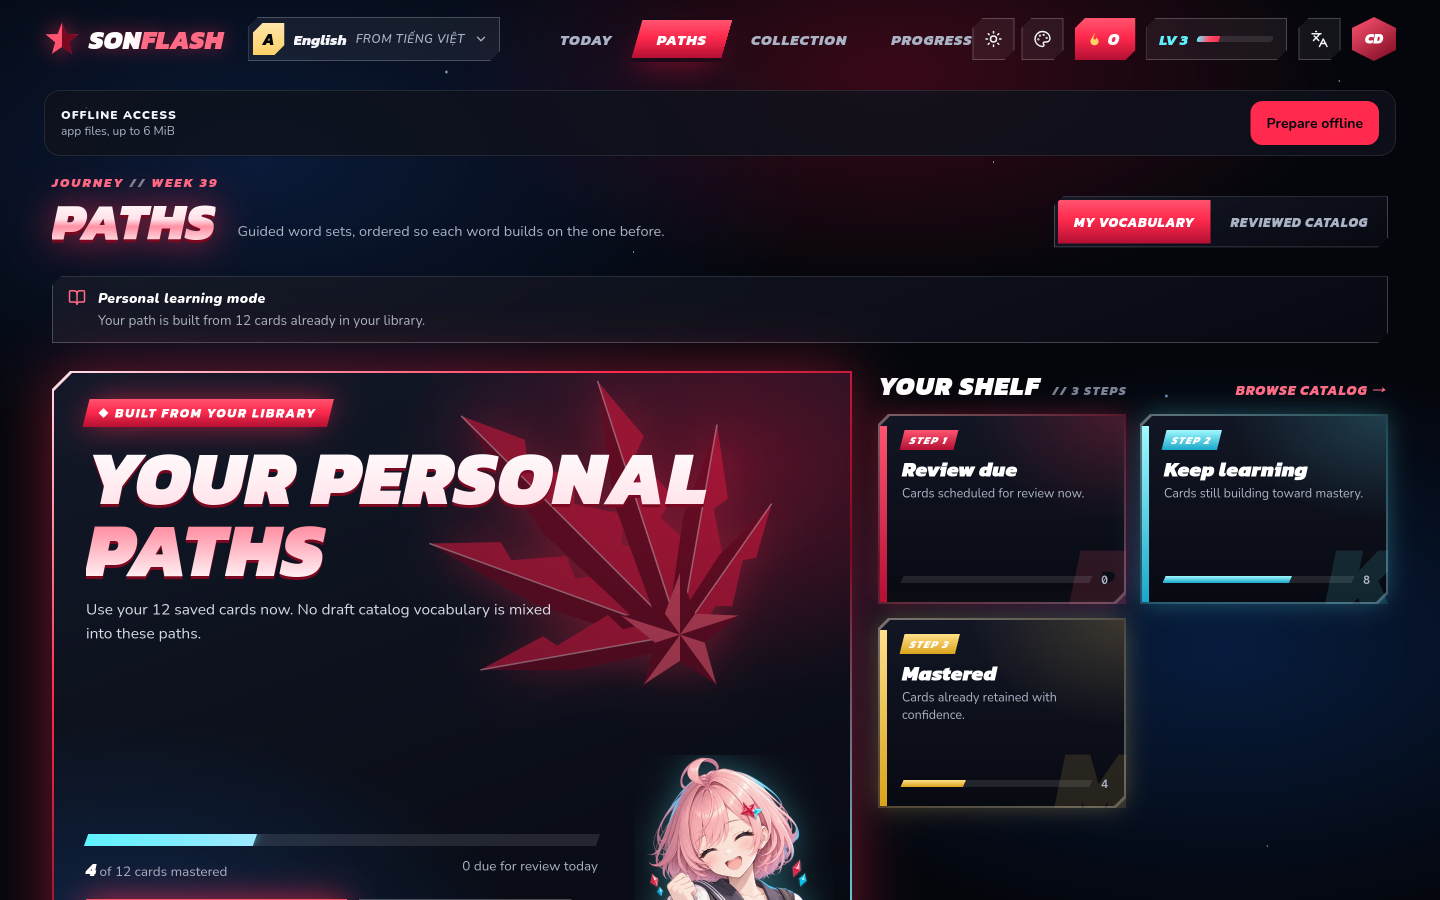 SONFLASH
A English FROM TIẾNG VIỆT
TODAY
PATHS
COLLECTION
PROGRESS
0
LV 3
CD
OFFLINE ACCESS
app files, up to 6 MiB
Prepare offline
JOURNEY // WEEK 39
PATHS
Guided word sets, ordered so each word builds on the one before.
MY VOCABULARY
REVIEWED CATALOG
Personal learning mode
Your path is built from 12 cards already in your library.
◆ BUILT FROM YOUR LIBRARY
YOUR PERSONAL
PATHS
Use your 12 saved cards now. No draft catalog vocabulary is mixed
into these paths.
4 of 12 cards mastered
0 due for review today
YOUR SHELF // 3 STEPS
BROWSE CATALOG →
STEP 1
Review due
Cards scheduled for review now.
R
0
STEP 2
Keep learning
Cards still building toward mastery.
K
8
STEP 3
Mastered
Cards already retained with
confidence.
M
4